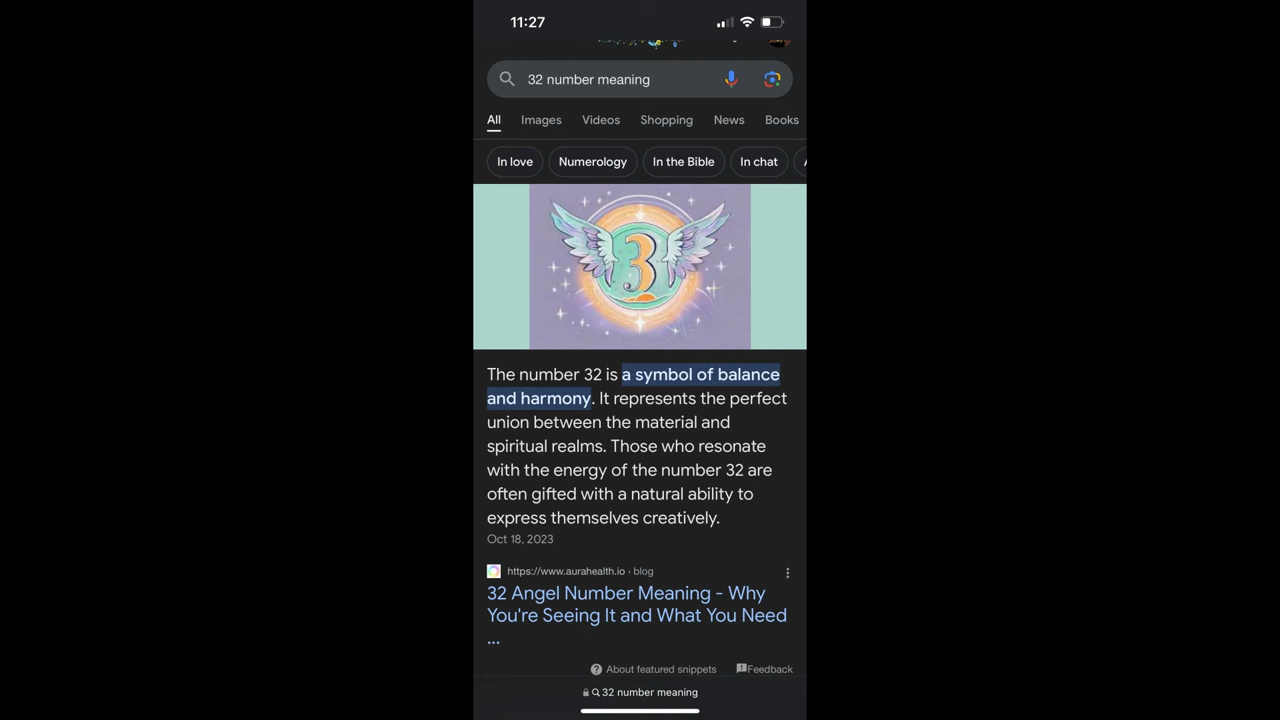 11:27
32 number meaning
All Images Videos Shopping News Books
In love Numerology In the Bible In chat
3
The number 32 is a symbol of balance
and harmony. It represents the perfect
union between the material and
spiritual realms. Those who resonate
with the energy of the number 32 are
often gifted with a natural ability to
express themselves creatively.
Oct 18, 2023
https://www.aurahealth.io › blog
32 Angel Number Meaning - Why
You're Seeing It and What You Need
...
About featured snippets Feedback
32 number meaning